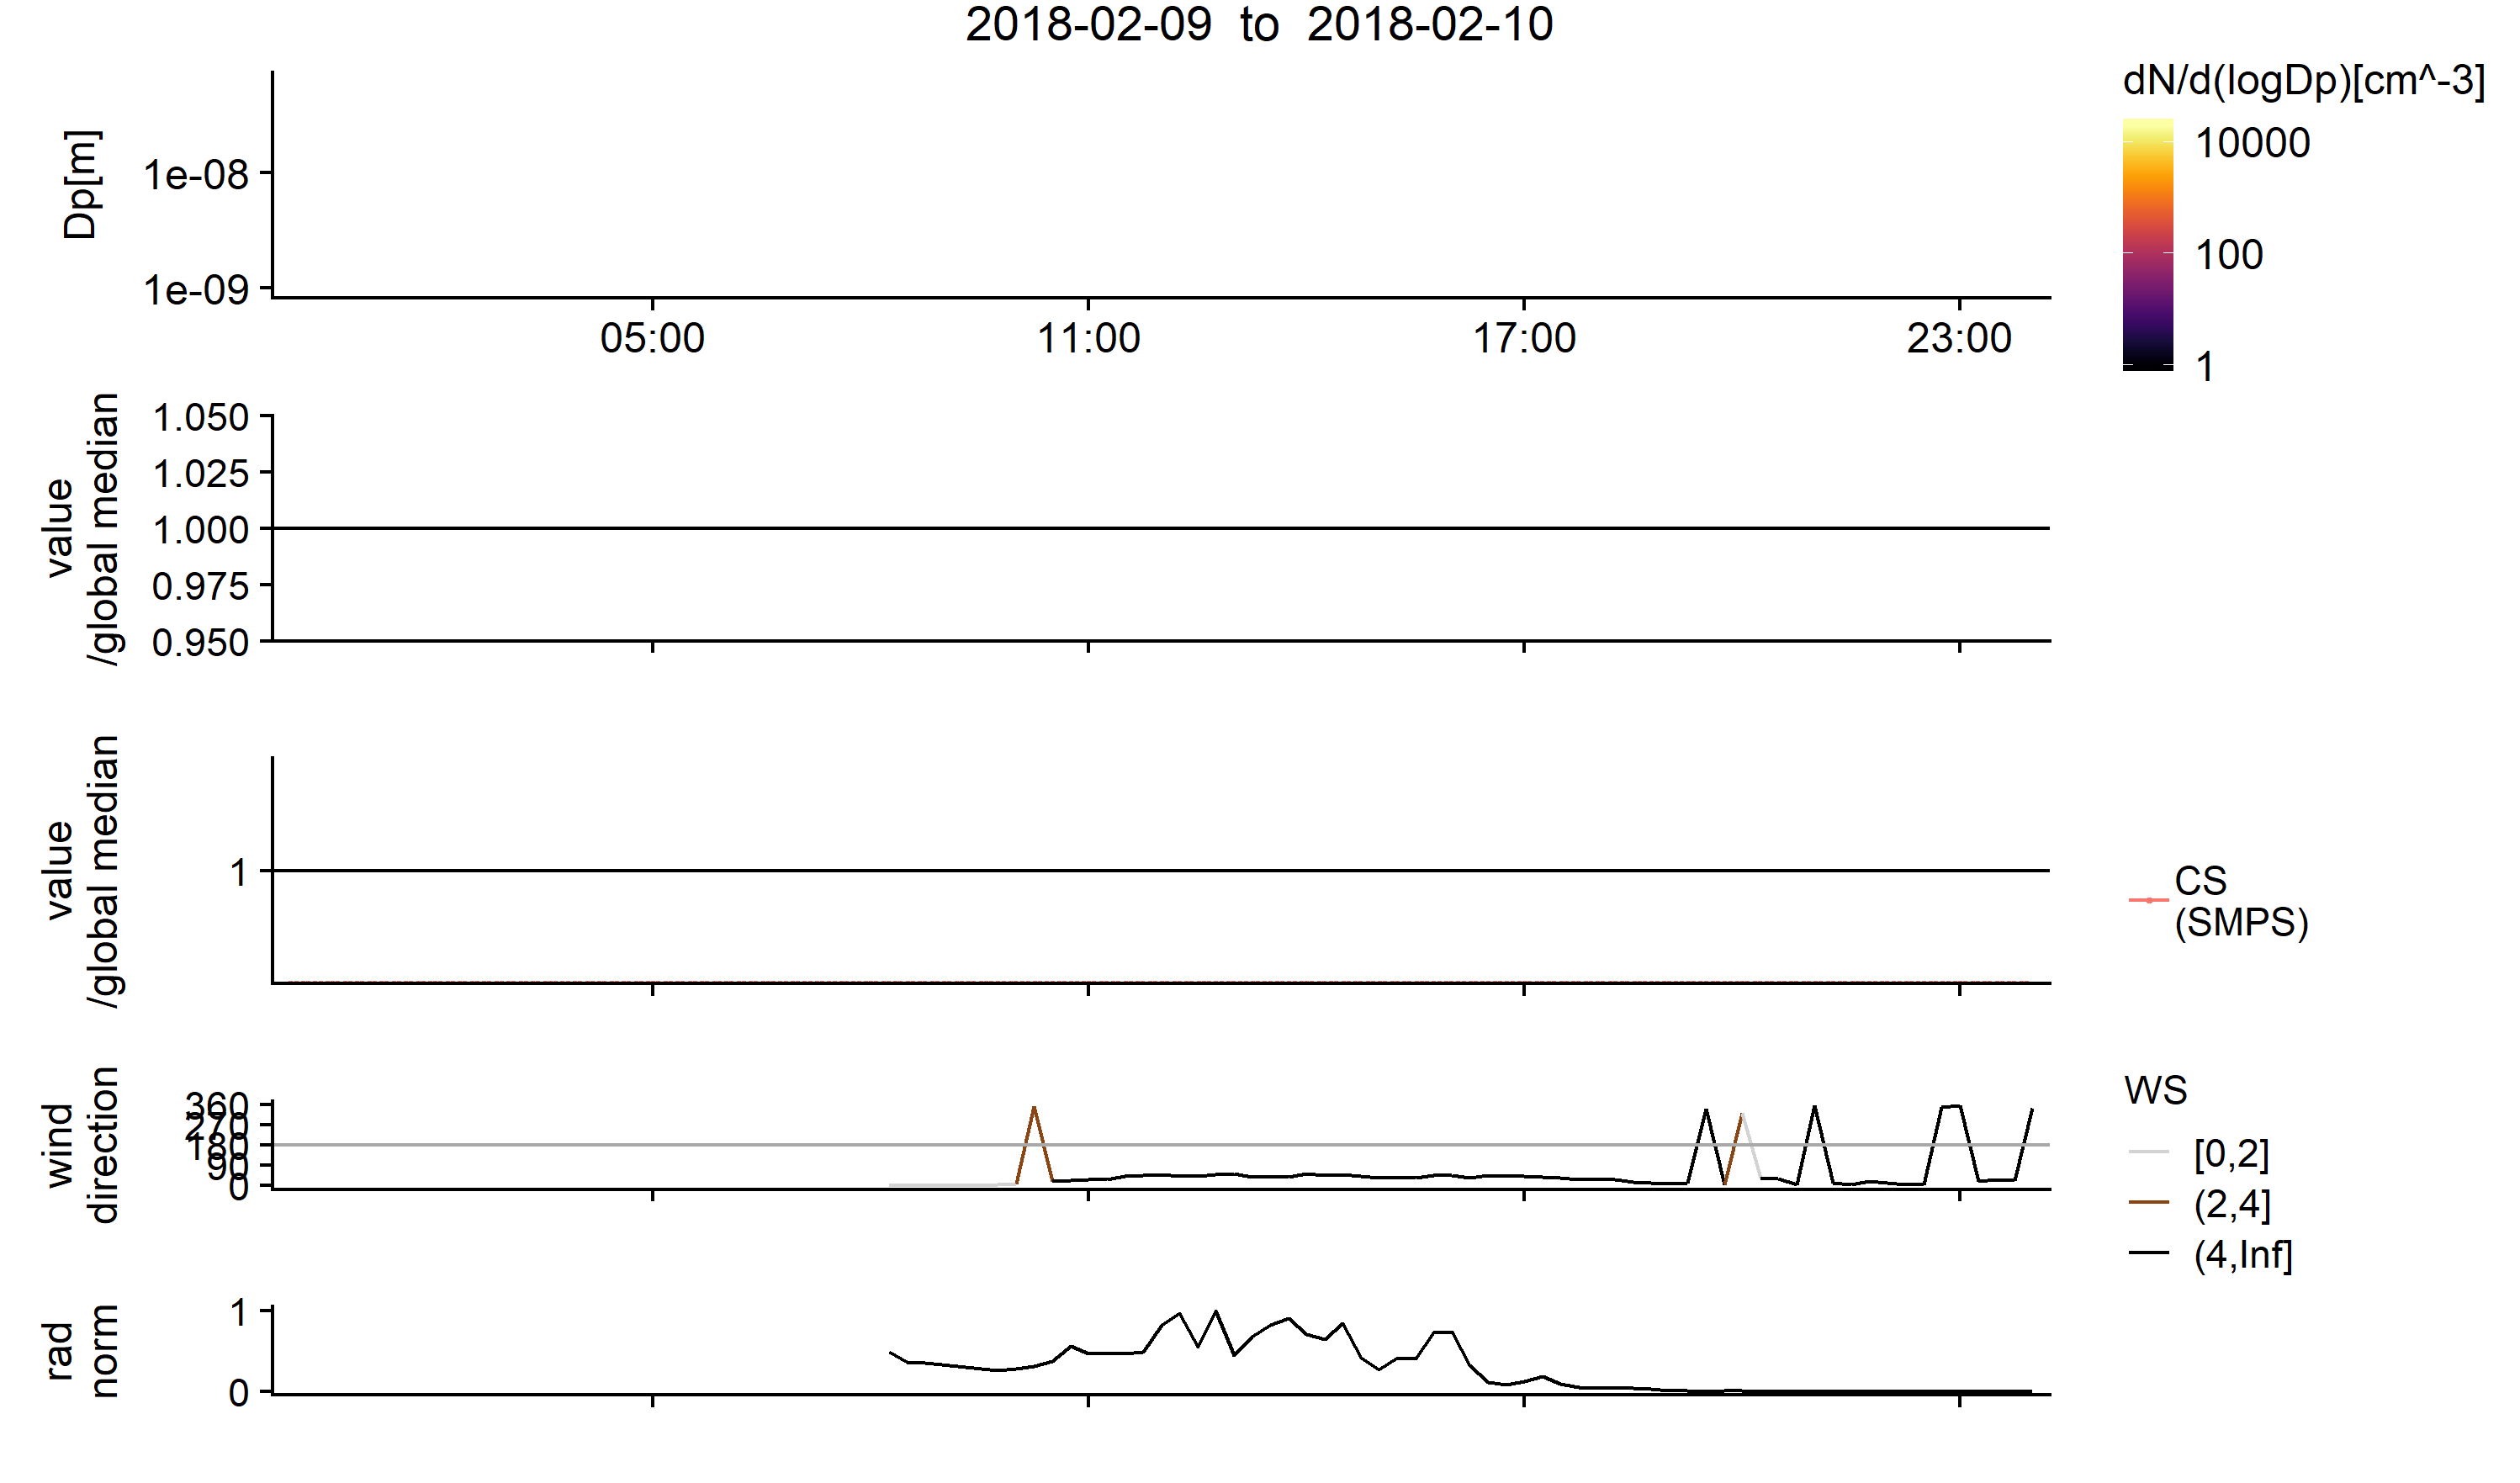 2018-02-09 to 2018-02-10
dN/d(logDp)[cm^-3]
10000
100
1
Dp[m]
1e-08
1e-09
05:00
11:00
17:00
23:00
value
/global median
1.050
1.025
1.000
0.975
0.950
value
/global median
1
CS
(SMPS)
wind
direction
360
270
180
90
0
WS
[0,2]
(2,4]
(4,Inf]
rad
norm
1
0